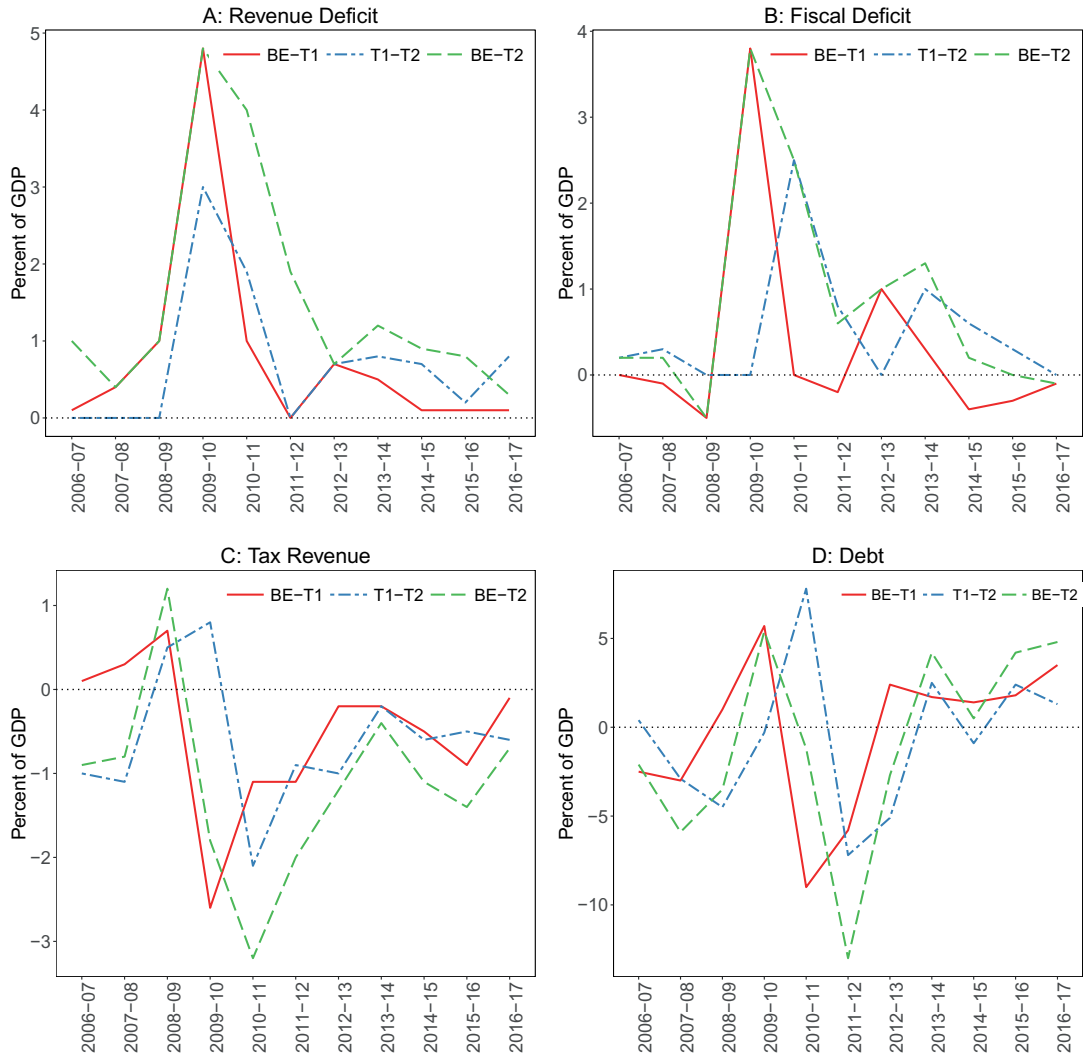 A: Revenue Deficit
BE−T1 T1−T2 BE−T2
Percent of GDP
5
4
3
2
1
0
2006−07 2007−08 2008−09 2009−10 2010−11 2011−12 2012−13 2013−14 2014−15 2015−16 2016−17
B: Fiscal Deficit
BE−T1 T1−T2 BE−T2
Percent of GDP
4
3
2
1
0
2006−07 2007−08 2008−09 2009−10 2010−11 2011−12 2012−13 2013−14 2014−15 2015−16 2016−17
C: Tax Revenue
BE−T1 T1−T2 BE−T2
Percent of GDP
1
0
−1
−2
−3
2006−07 2007−08 2008−09 2009−10 2010−11 2011−12 2012−13 2013−14 2014−15 2015−16 2016−17
D: Debt
BE−T1 T1−T2 BE−T2
Percent of GDP
5
0
−5
−10
2006−07 2007−08 2008−09 2009−10 2010−11 2011−12 2012−13 2013−14 2014−15 2015−16 2016−17